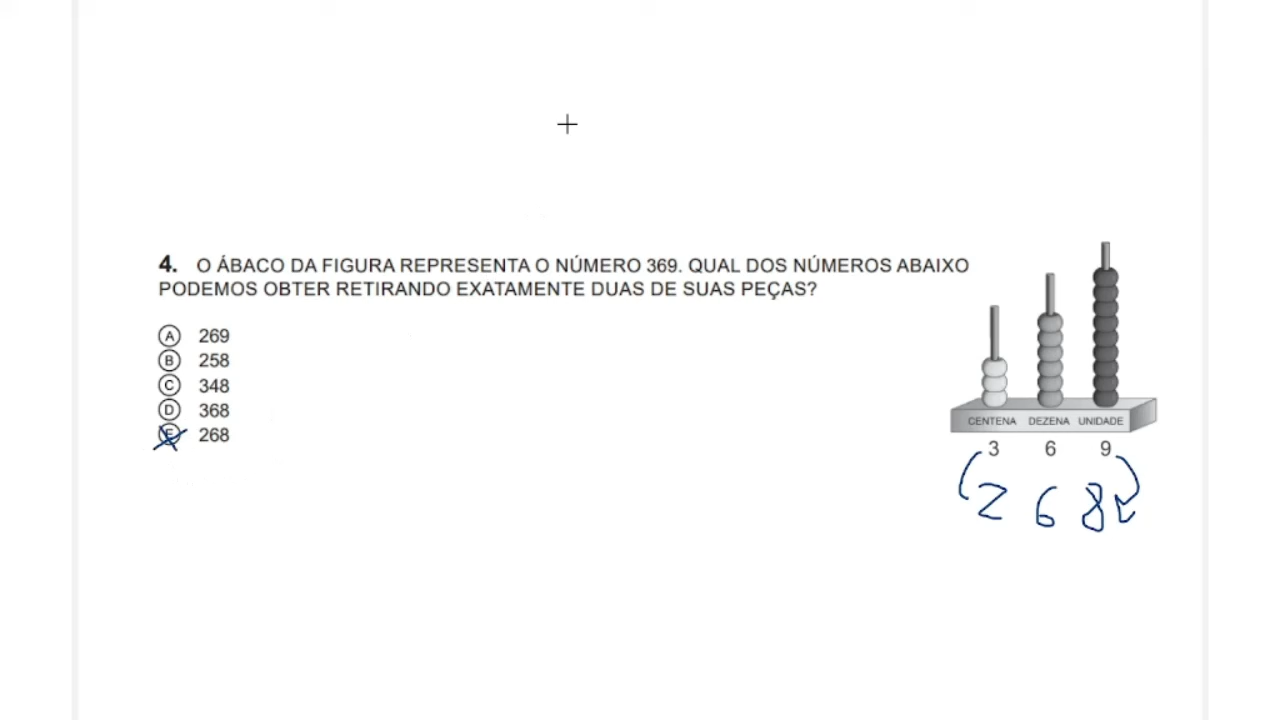 4. O ÁBACO DA FIGURA REPRESENTA O NÚMERO 369. QUAL DOS NÚMEROS ABAIXO
PODEMOS OBTER RETIRANDO EXATAMENTE DUAS DE SUAS PEÇAS?
A 269
B 258
C 348
D 368
E 268
CENTENA DEZENA UNIDADE
3 6 9
2 6 8